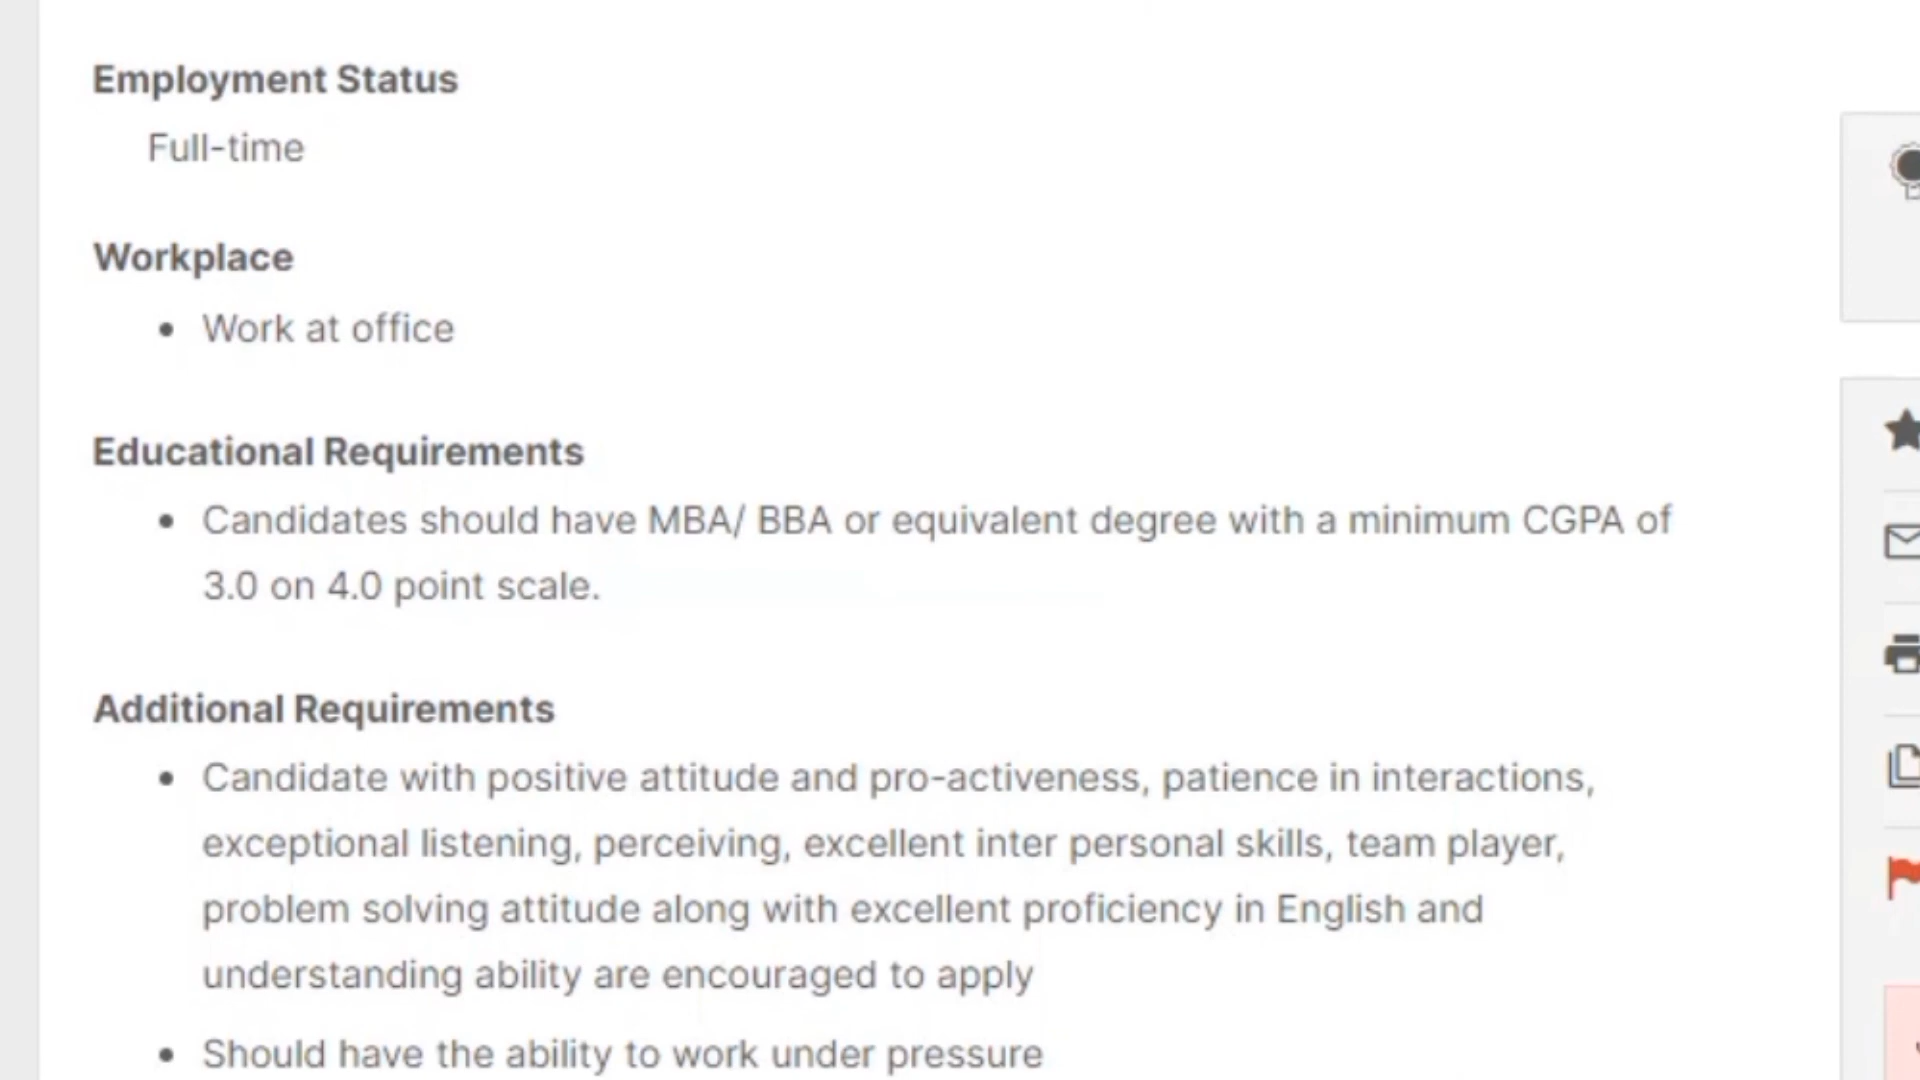 Employment Status
Full-time
Workplace
• Work at office
Educational Requirements
• Candidates should have MBA/ BBA or equivalent degree with a minimum CGPA of
3.0 on 4.0 point scale.
Additional Requirements
• Candidate with positive attitude and pro-activeness, patience in interactions,
exceptional listening, perceiving, excellent inter personal skills, team player,
problem solving attitude along with excellent proficiency in English and
understanding ability are encouraged to apply
• Should have the ability to work under pressure